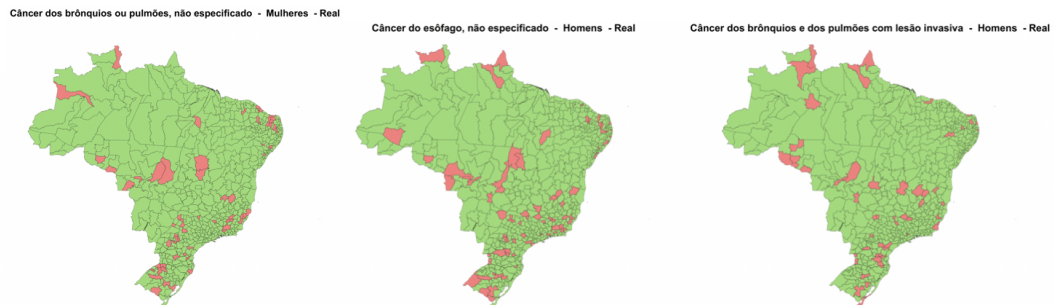 Câncer dos brônquios ou pulmões, não especificado - Mulheres - Real
Câncer do esôfago, não especificado - Homens - Real
Câncer dos brônquios e dos pulmões com lesão invasiva - Homens - Real